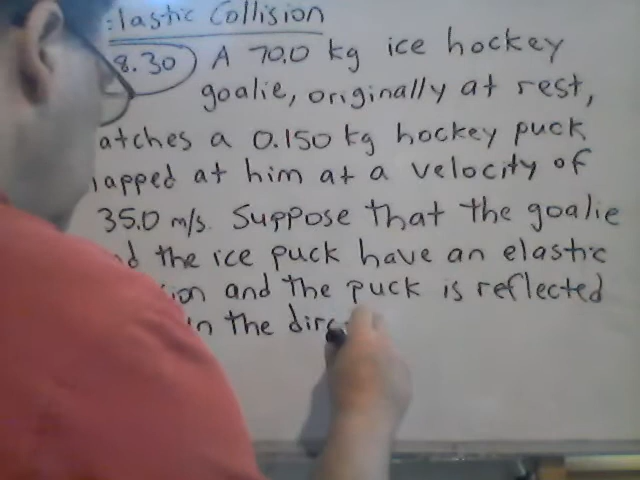 lastic Collision
8.30) A 70.0 kg ice hockey
goalie, originally at rest,
atches a 0.150 kg hockey puck
lapped at him at a velocity of
35.0 m/s. Suppose that the goalie
d the ice puck have an elastic
ion and the puck is reflected
n the dire